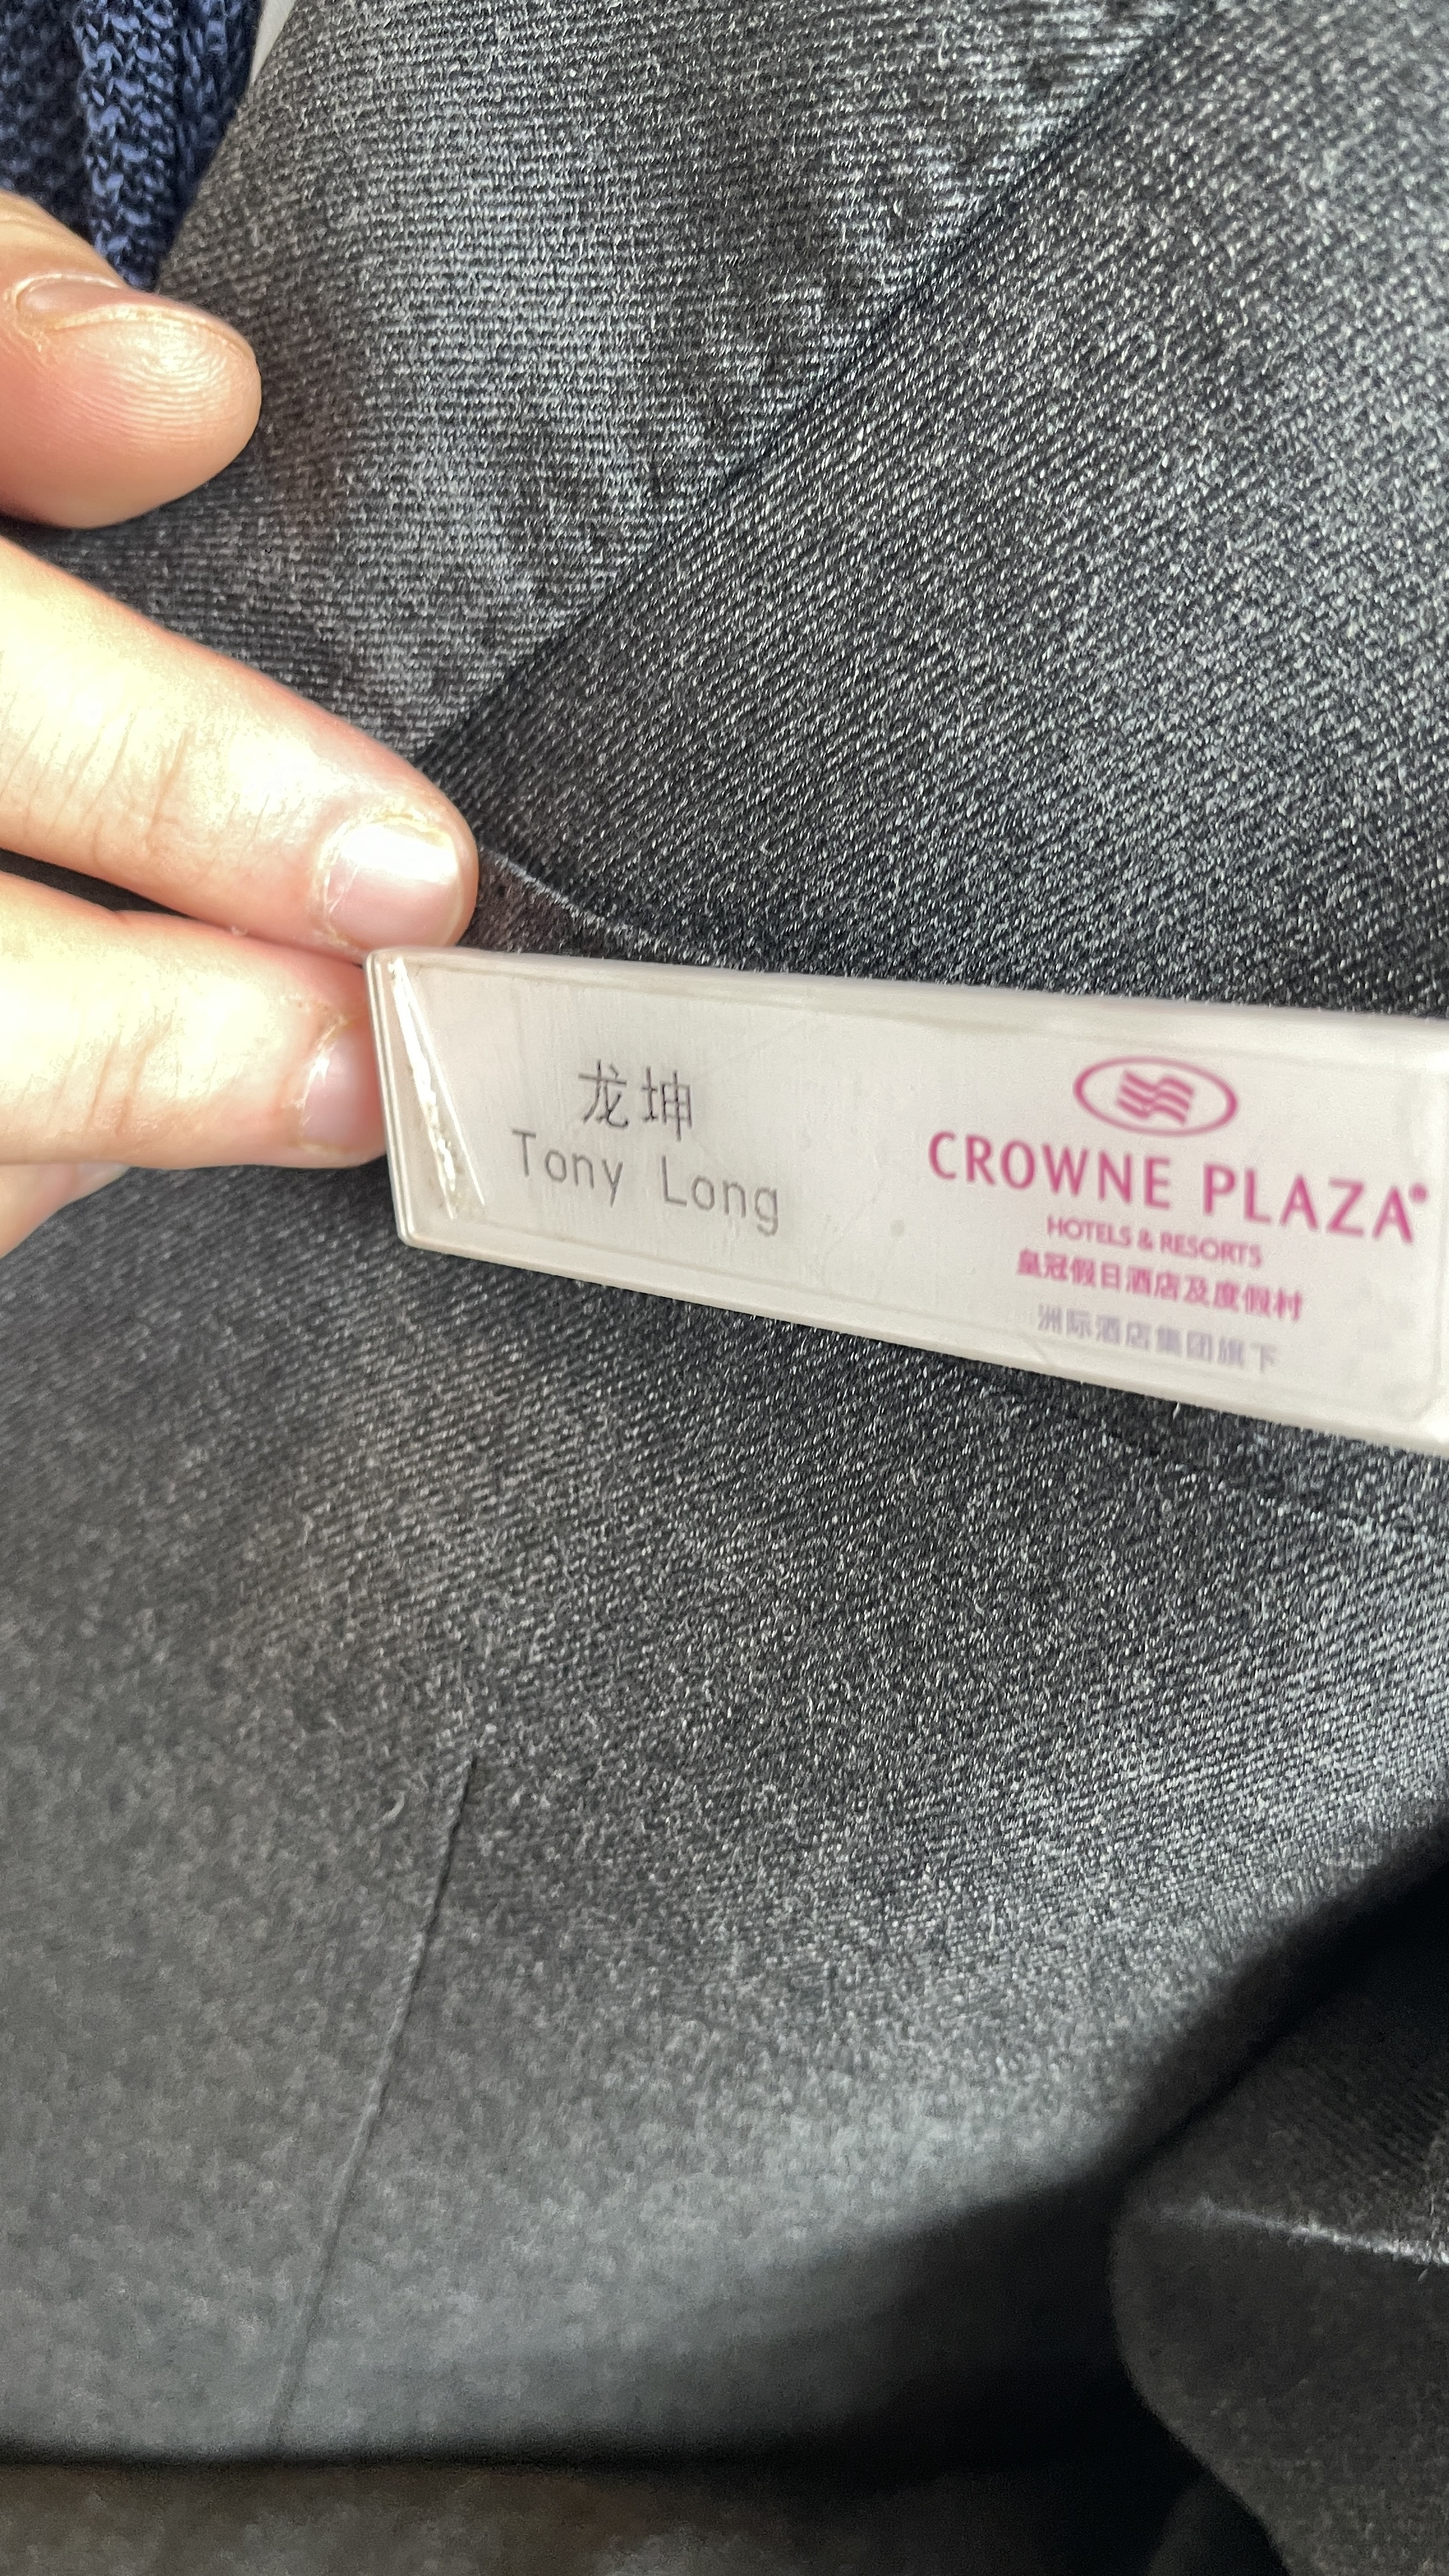 龙坤
Tony Long
CROWNE PLAZA®
HOTELS & RESORTS
皇冠假日酒店及度假村
洲际酒店集团旗下